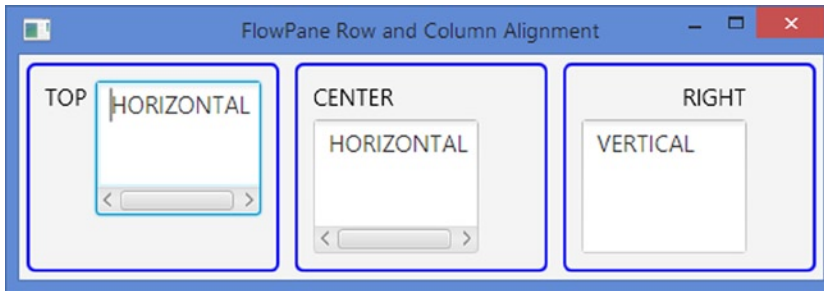 FlowPane Row and Column Alignment
TOP
HORIZONTAL
CENTER
HORIZONTAL
RIGHT
VERTICAL